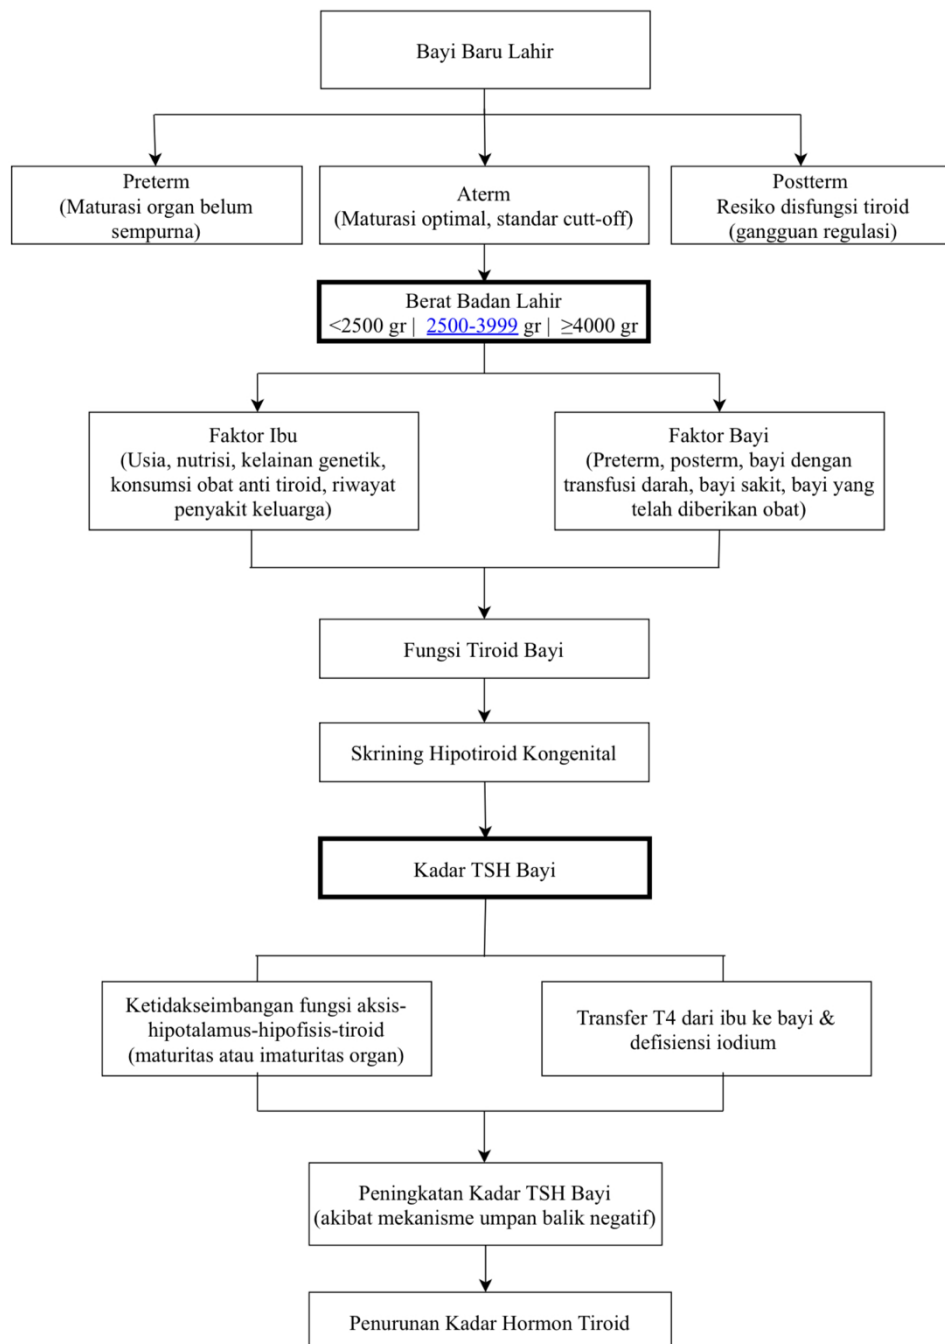 Bayi Baru Lahir
Preterm
(Maturasi organ belum
sempurna)
Aterm
(Maturasi optimal, standar cutt-off)
Postterm
Resiko disfungsi tiroid
(gangguan regulasi)
Berat Badan Lahir
<2500 gr | 2500-3999 gr | ≥4000 gr
Faktor Ibu
(Usia, nutrisi, kelainan genetik,
konsumsi obat anti tiroid, riwayat
penyakit keluarga)
Faktor Bayi
(Preterm, posterm, bayi dengan
transfusi darah, bayi sakit, bayi yang
telah diberikan obat)
Fungsi Tiroid Bayi
Skrining Hipotiroid Kongenital
Kadar TSH Bayi
Ketidakseimbangan fungsi aksis-
hipotalamus-hipofisis-tiroid
(maturitas atau imaturitas organ)
Transfer T4 dari ibu ke bayi &
defisiensi iodium
Peningkatan Kadar TSH Bayi
(akibat mekanisme umpan balik negatif)
Penurunan Kadar Hormon Tiroid